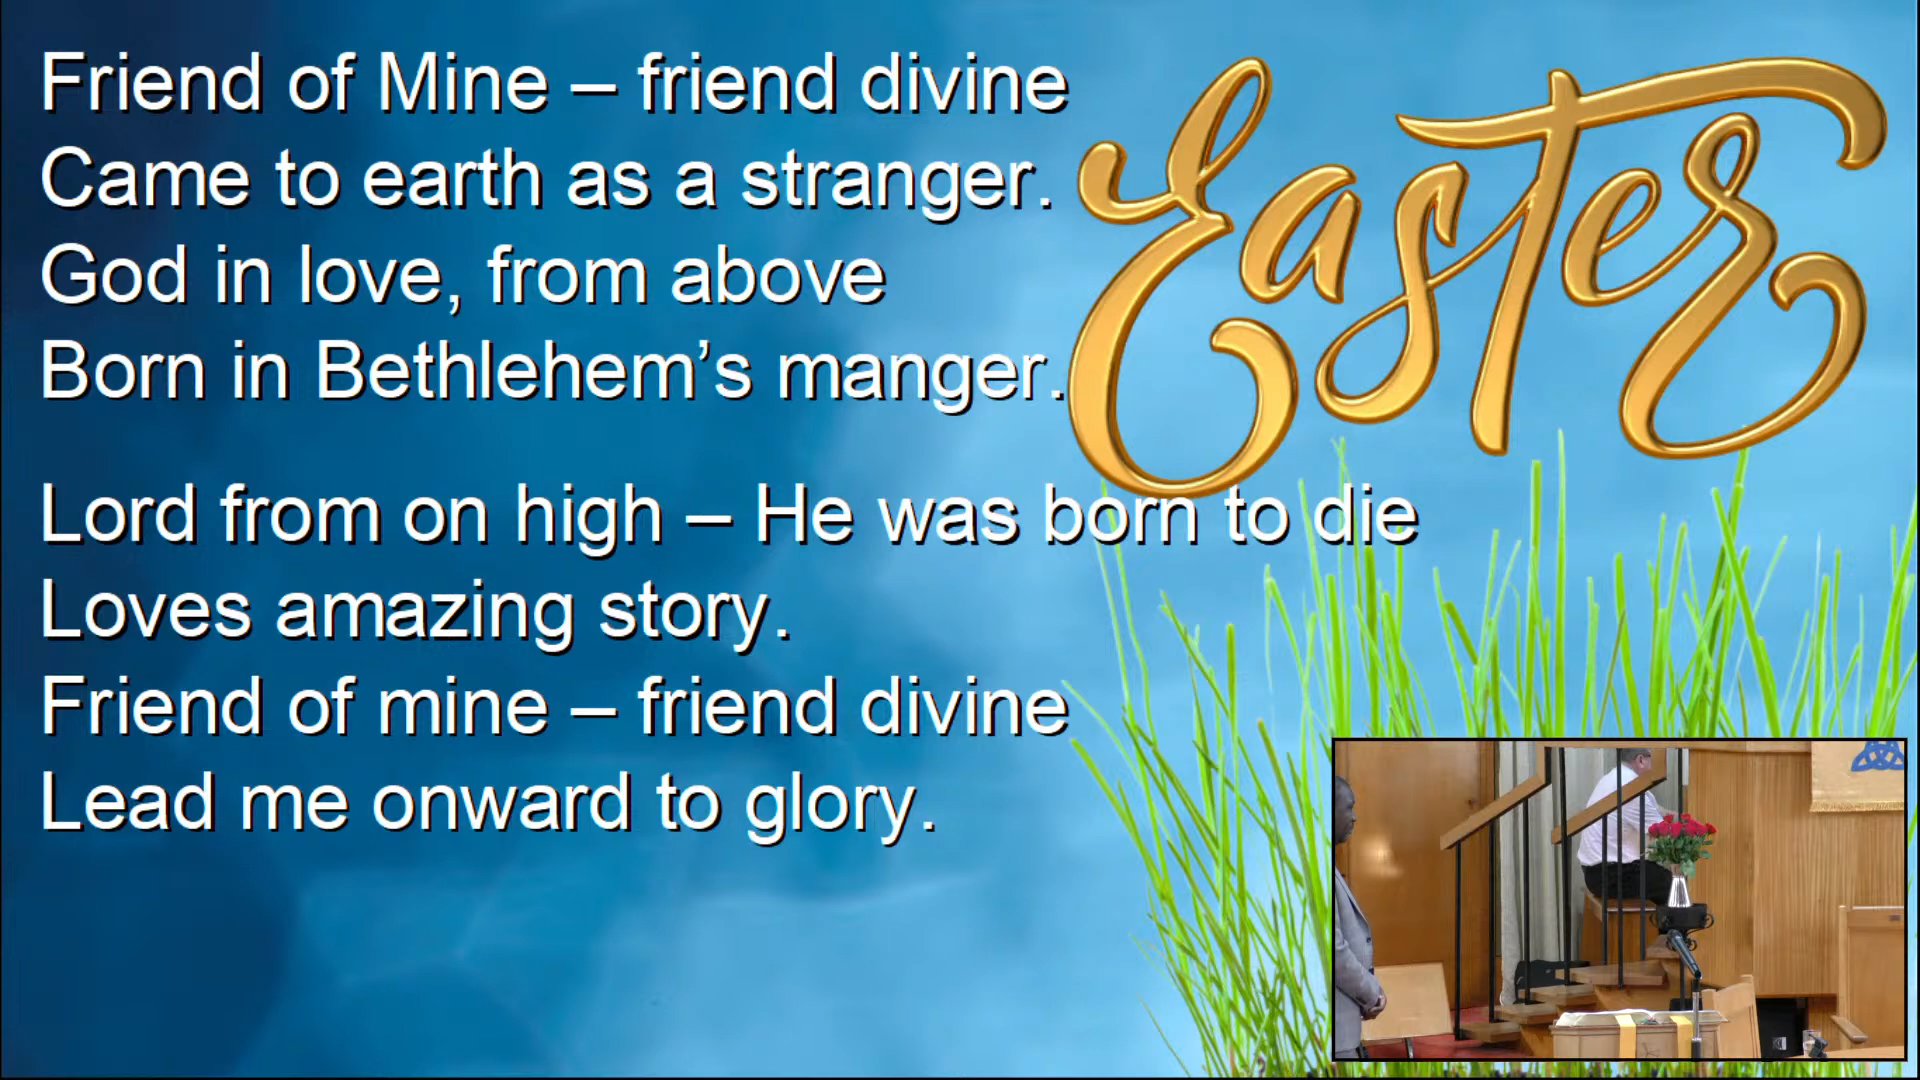 Friend of Mine – friend divine
Came to earth as a stranger.
God in love, from above
Born in Bethlehem’s manger.
Easter
Lord from on high – He was born to die
Loves amazing story.
Friend of mine – friend divine
Lead me onward to glory.